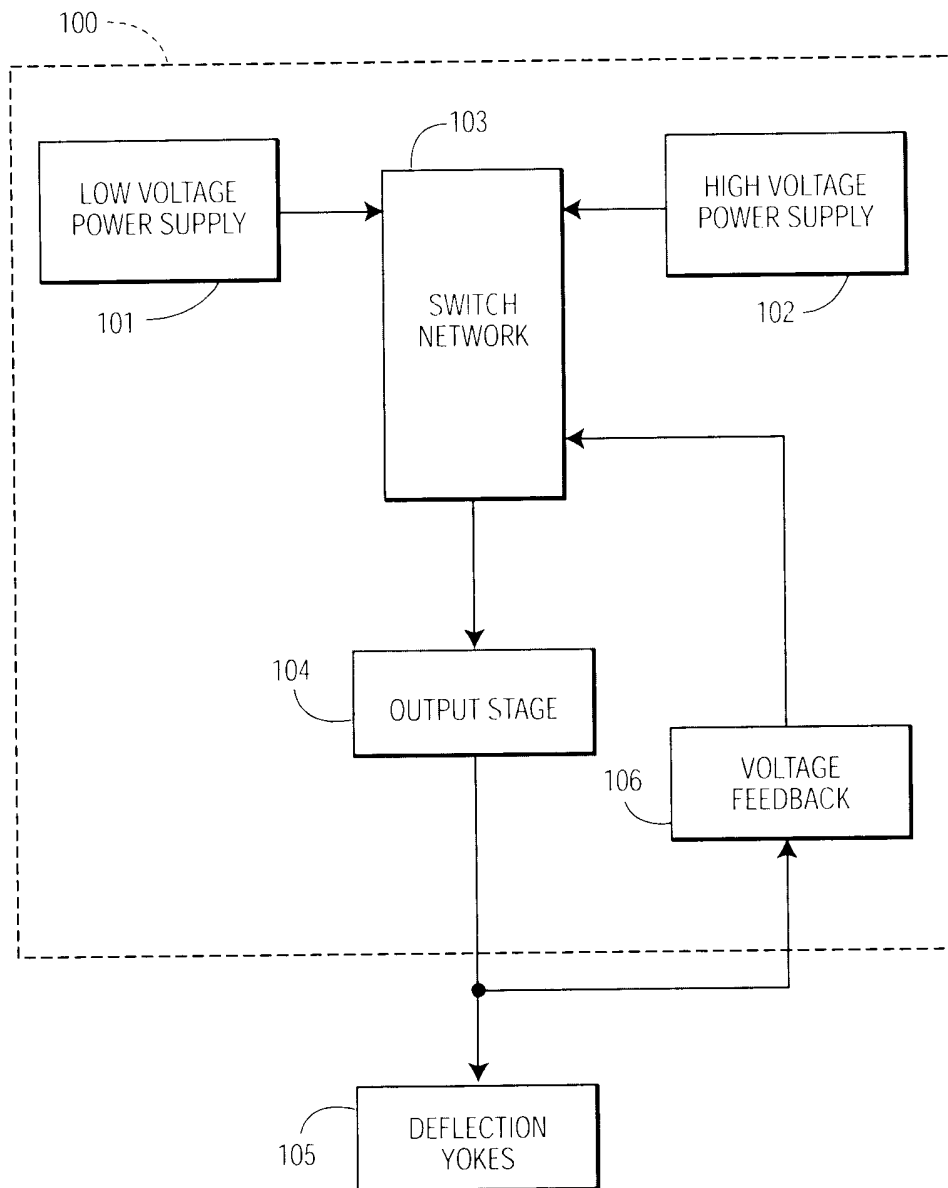 100
103
LOW VOLTAGE
POWER SUPPLY
HIGH VOLTAGE
POWER SUPPLY
101
102
SWITCH
NETWORK
104
OUTPUT STAGE
VOLTAGE
FEEDBACK
106
DEFLECTION
YOKES
105